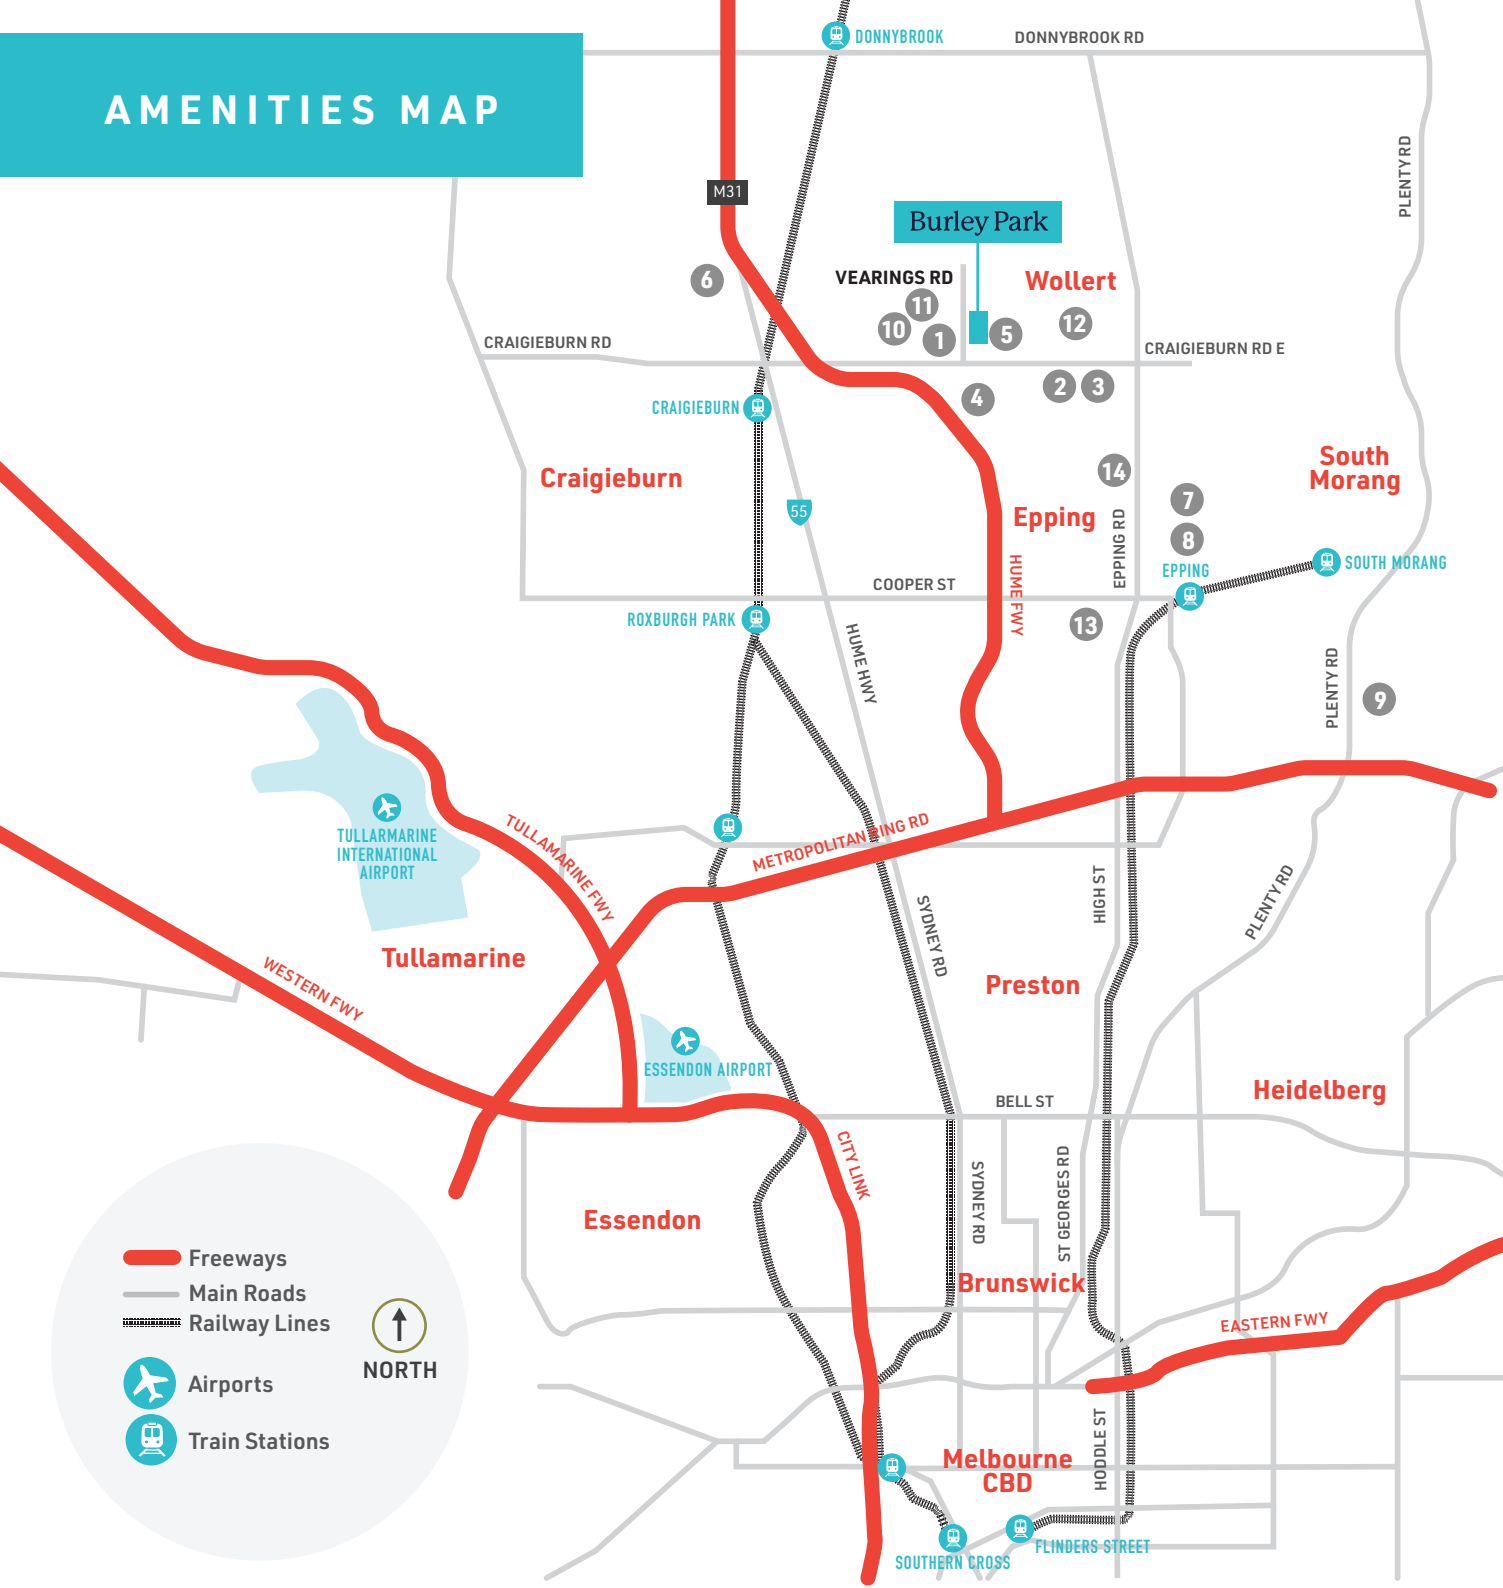 DONNYBROOK
DONNYBROOK RD
AMENITIES MAP
PLENTY RD
M31
Burley Park
VEARINGS RD
Wollert
6
11
10
1
5
12
CRAIGIEBURN RD
CRAIGIEBURN RD E
2
3
4
CRAIGIEBURN
Craigieburn
South
Morang
14
7
55
Epping
8
EPPING RD
HUME FWY
EPPING
SOUTH MORANG
COOPER ST
ROXBURGH PARK
13
HUME HWY
PLENTY RD
9
TULLARMARINE
INTERNATIONAL
AIRPORT
TULLAMARINE FWY
METROPOLITAN RING RD
HIGH ST
PLENTY RD
SYDNEY RD
Tullamarine
WESTERN FWY
Preston
ESSENDON AIRPORT
Heidelberg
BELL ST
CITY LINK
SYDNEY RD
ST GEORGES RD
Essendon
Brunswick
Freeways
Main Roads
Railway Lines
NORTH
Airports
Train Stations
EASTERN FWY
HODDLE ST
Melbourne
CBD
SOUTHERN CROSS
FLINDERS STREET